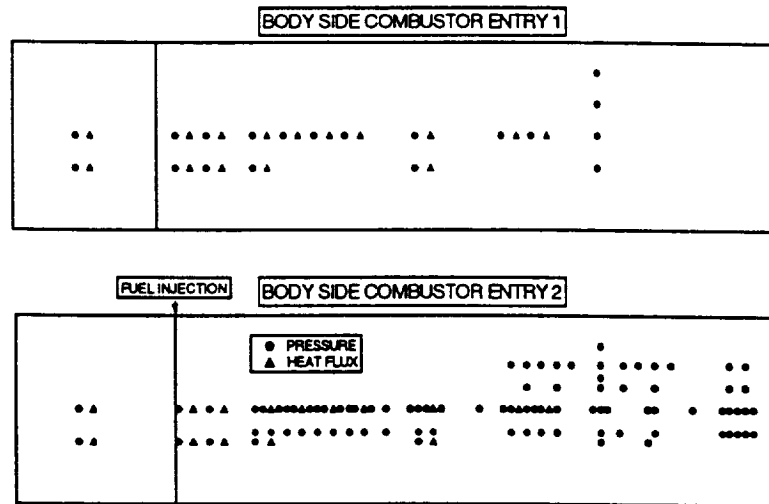 BODY SIDE COMBUSTOR ENTRY 1
FUEL INJECTION
BODY SIDE COMBUSTOR ENTRY 2
PRESSURE
HEAT FLUX